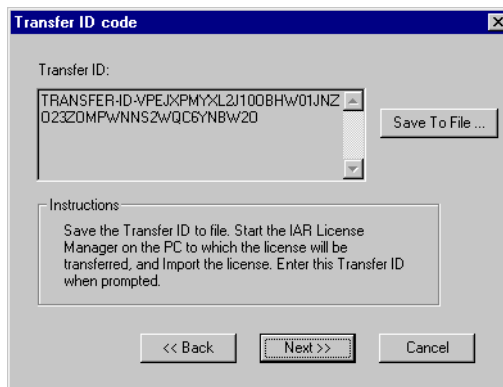 Transfer ID code
Transfer ID:
TRANSFER-ID-VPEJXPMYXL2J10OBHW01JNZ
O23ZOMPWNNS2WQC6YNBW2O
Save To File ...
Instructions
Save the Transfer ID to file. Start the IAR License
Manager on the PC to which the license will be
transferred, and Import the license. Enter this Transfer ID
when prompted.
<< Back
Next >>
Cancel